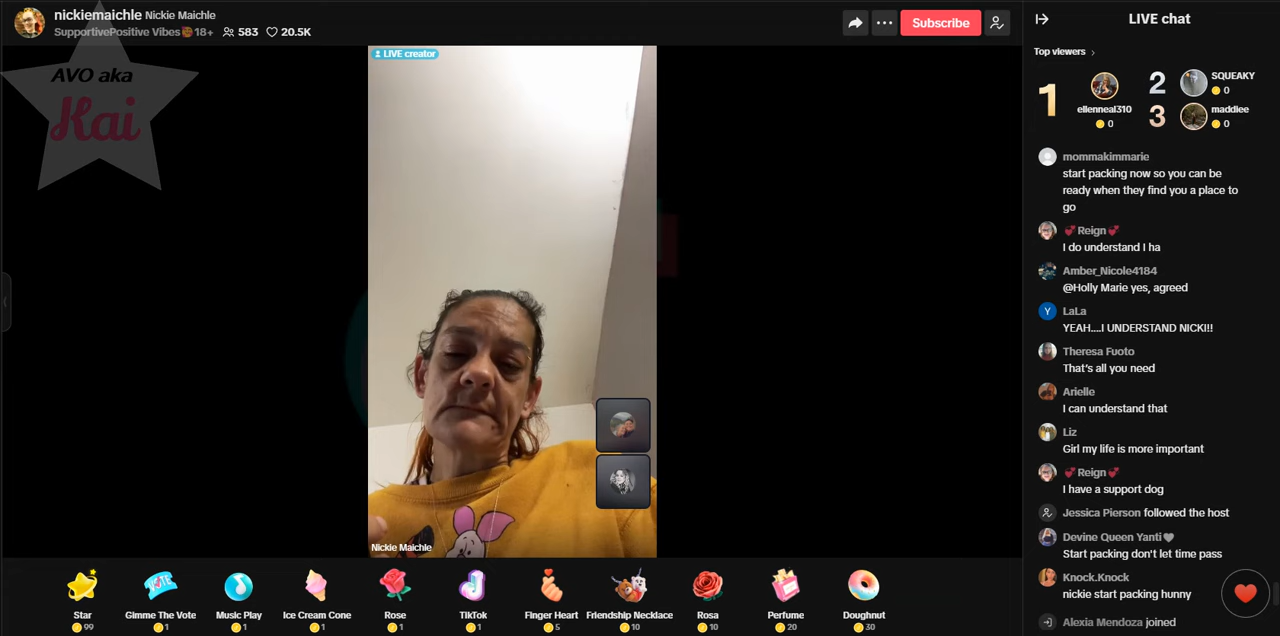 nickiemaichle Nickie Maichle
SupportivePositive Vibes 18+ 583 20.5K
Subscribe
AVO aka
Kai
LIVE creator
Nickie Maichle
Star
99
Gimme The Vote
1
Music Play
1
Ice Cream Cone
1
Rose
1
TikTok
1
Finger Heart
5
Friendship Necklace
10
Rosa
10
Perfume
20
Doughnut
30
LIVE chat
Top viewers >
1
ellenneal310
0
2
SQUEAKY
0
3
maddlee
0
mommakimmarie
start packing now so you can be
ready when they find you a place to
go
💞Reign💞
I do understand I ha
Amber_Nicole4184
@Holly Marie yes, agreed
Y
LaLa
YEAH....I UNDERSTAND NICKI!!
Theresa Fuoto
That's all you need
Arielle
I can understand that
Liz
Girl my life is more important
💞Reign💞
I have a support dog
Jessica Pierson followed the host
Devine Queen Yanti🤍
Start packing don't let time pass
Knock.Knock
nickie start packing hunny
Alexia Mendoza joined